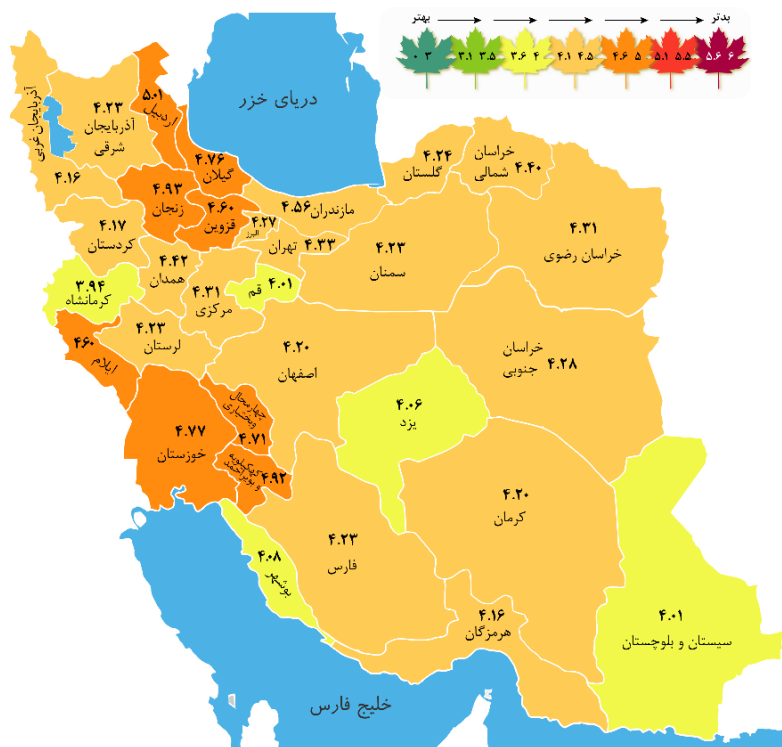 بهتر
بدتر
۰ ۳
۳.۱ ۳.۵
۳.۶ ۴
۴.۱ ۴.۵
۴.۶ ۵
۵.۱ ۵.۵
۵.۶ ۶
دریای خزر
آذربایجان غربی
۴.۱۶
۴.۲۳
آذربایجان
شرقی
۵.۰۱
اردبیل
۴.۷۶
گیلان
۴.۹۳
زنجان
۴.۶۰
قزوین
۴.۲۷
البرز
مازندران ۴.۵۶
۴.۲۴
گلستان
خراسان
شمالی
۴.۴۰
۴.۳۱
خراسان رضوی
۴.۱۷
کردستان
۴.۴۲
همدان
تهران ۴.۳۳
۴.۲۳
سمنان
۳.۹۴
کرمانشاه
۴.۳۱
مرکزی
قم ۴.۰۱
۴۶۰
ایلام
۴.۲۳
لرستان
۴.۲۰
اصفهان
خراسان
جنوبی
۴.۲۸
۴.۷۷
خوزستان
چهارمحال
وبختیاری
۴.۷۱
کهکیلویه
و بویراحمد
۴.۹۲
۴.۰۶
یزد
۴.۲۰
کرمان
۴.۲۳
فارس
۴.۰۸
بوشهر
۴.۱۶
هرمزگان
۴.۰۱
سیستان و بلوچستان
خلیج فارس